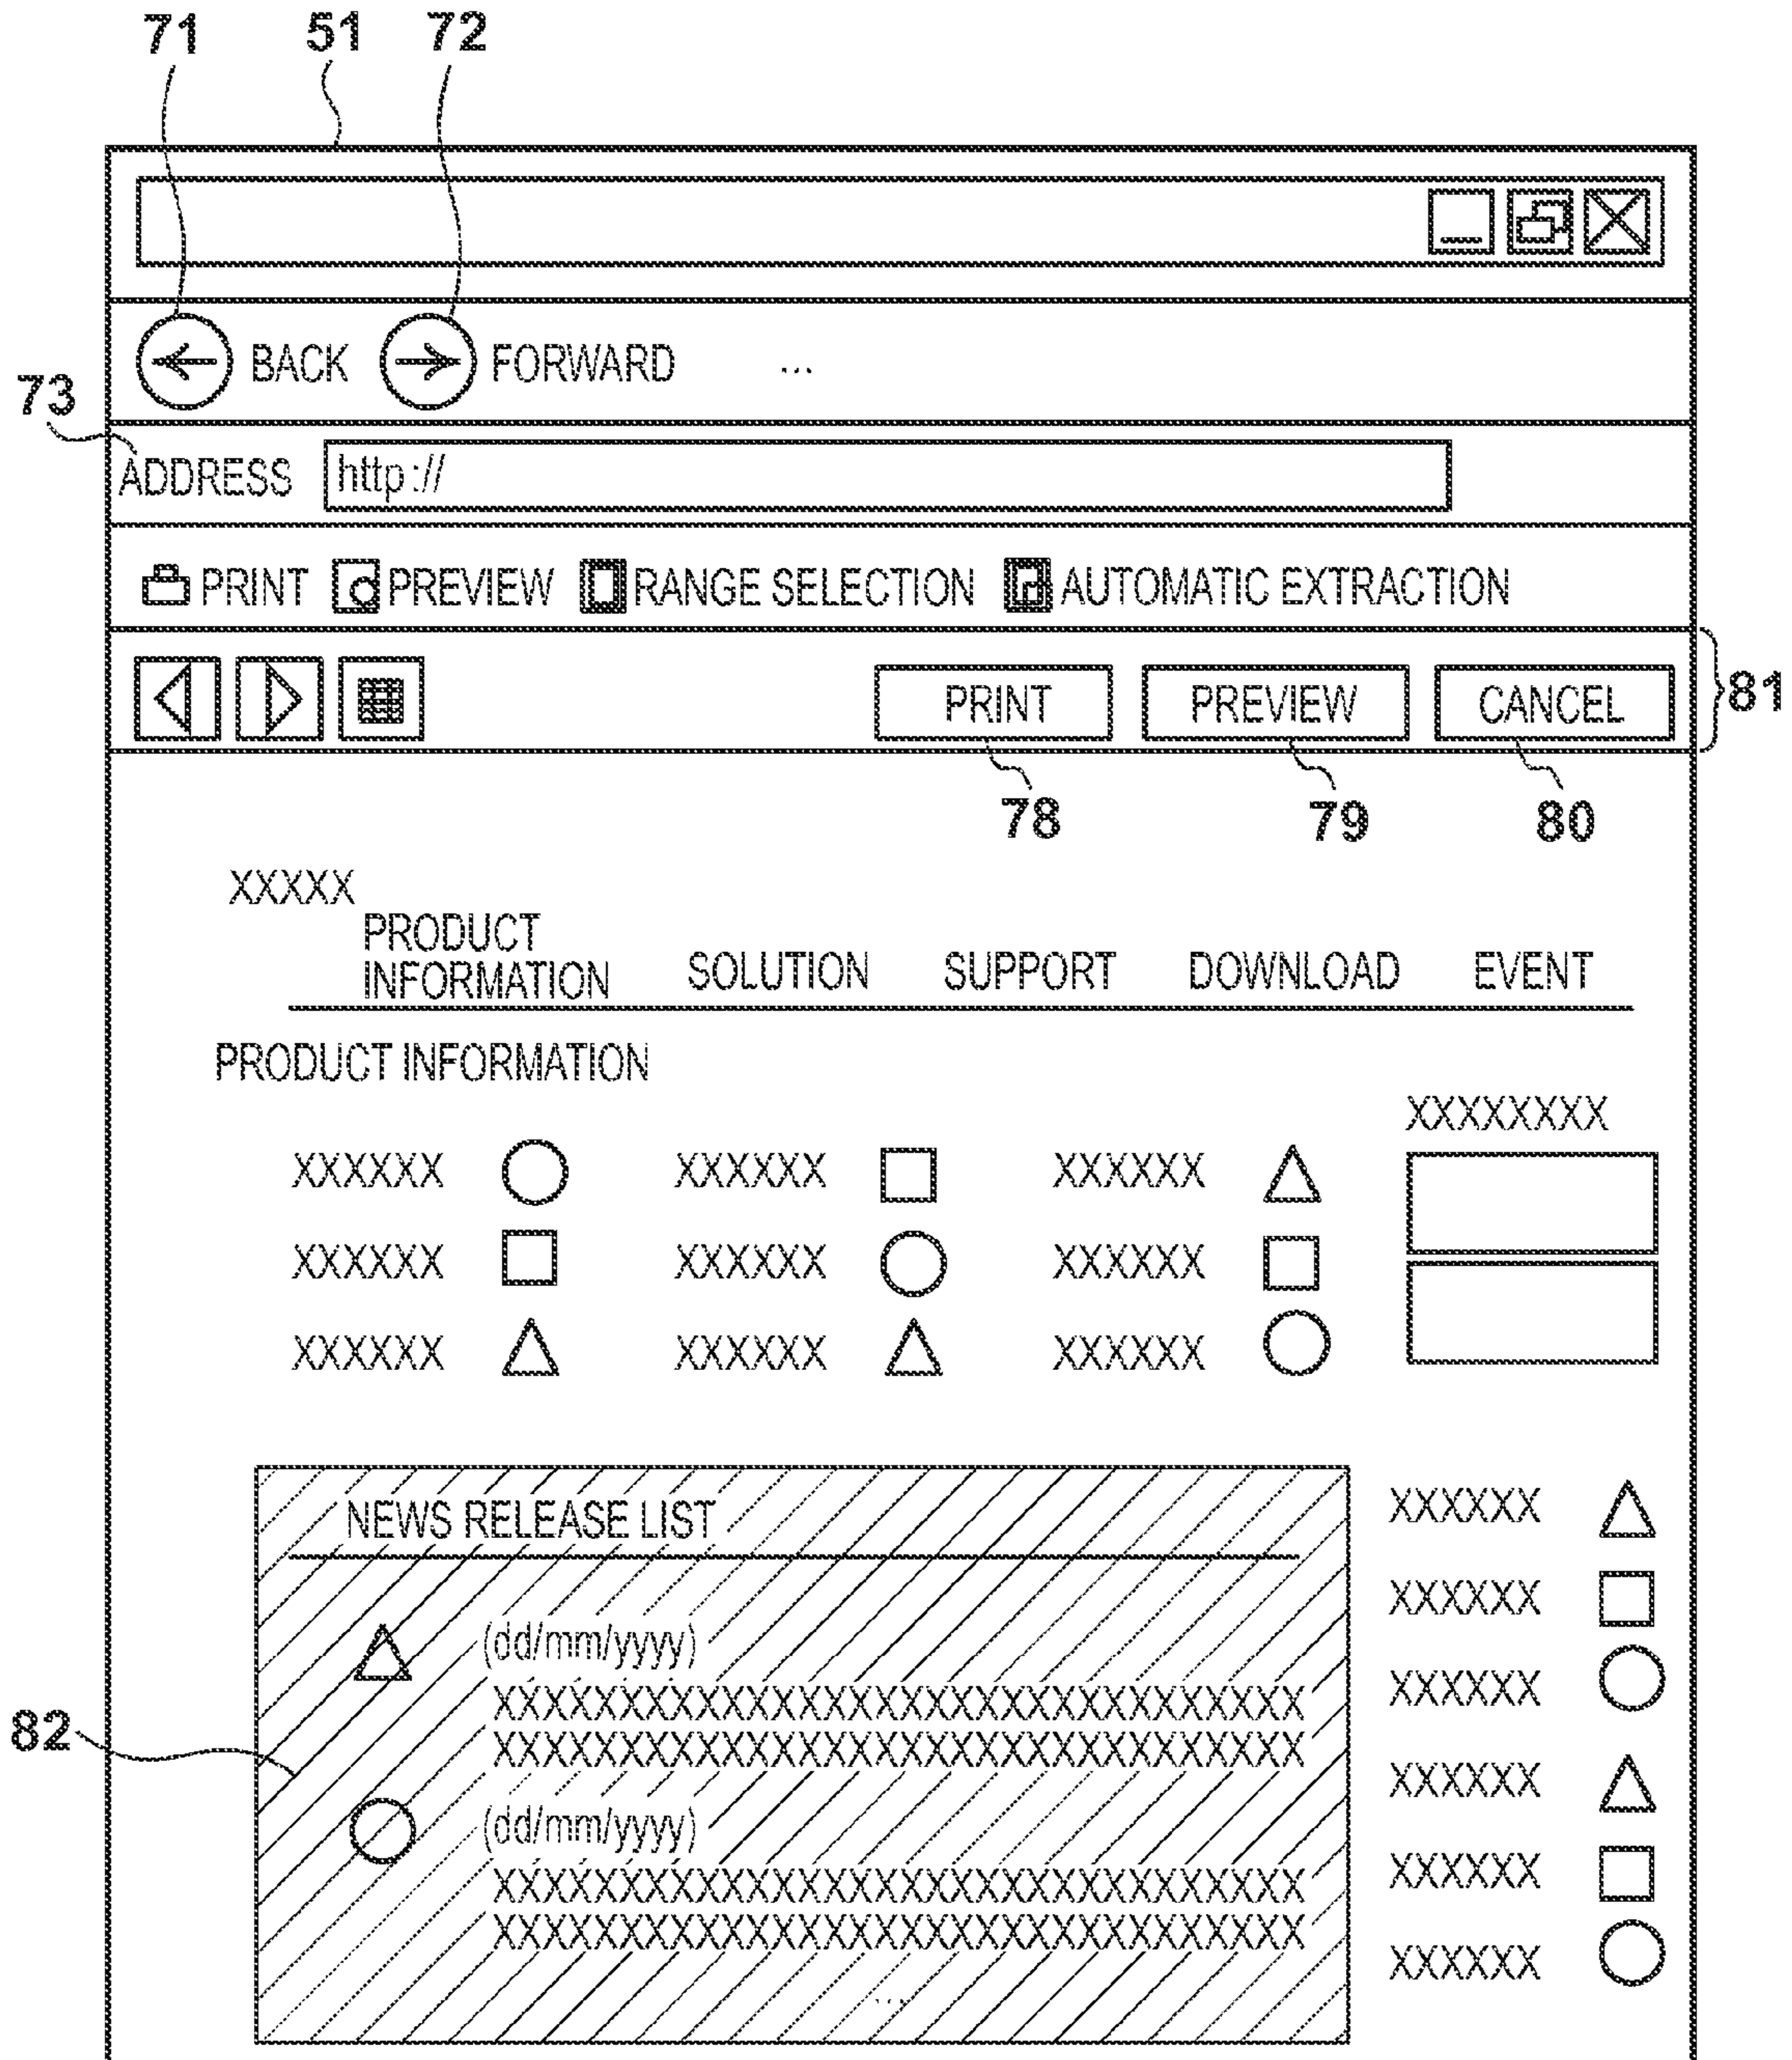 71 51 72
BACK FORWARD ...
73
ADDRESS http://
PRINT PREVIEW RANGE SELECTION AUTOMATIC EXTRACTION
PRINT PREVIEW CANCEL 81
78 79 80
XXXXX
PRODUCT
INFORMATION SOLUTION SUPPORT DOWNLOAD EVENT
PRODUCT INFORMATION
XXXXXXXX
XXXXXX XXXXXX XXXXXX
XXXXXX XXXXXX XXXXXX
XXXXXX XXXXXX XXXXXX
NEWS RELEASE LIST XXXXXX
XXXXXX
(dd/mm/yyyy)
XXXXXXXXXXXXXXXXXXXXXXXXXXXXXXXXX XXXXXX
82 XXXXXXXXXXXXXXXXXXXXXXXXXXXXXXXXX
XXXXXX
(dd/mm/yyyy)
XXXXXXXXXXXXXXXXXXXXXXXXXXXXXXXXX XXXXXX
XXXXXXXXXXXXXXXXXXXXXXXXXXXXXXXXX
XXXXXX
...